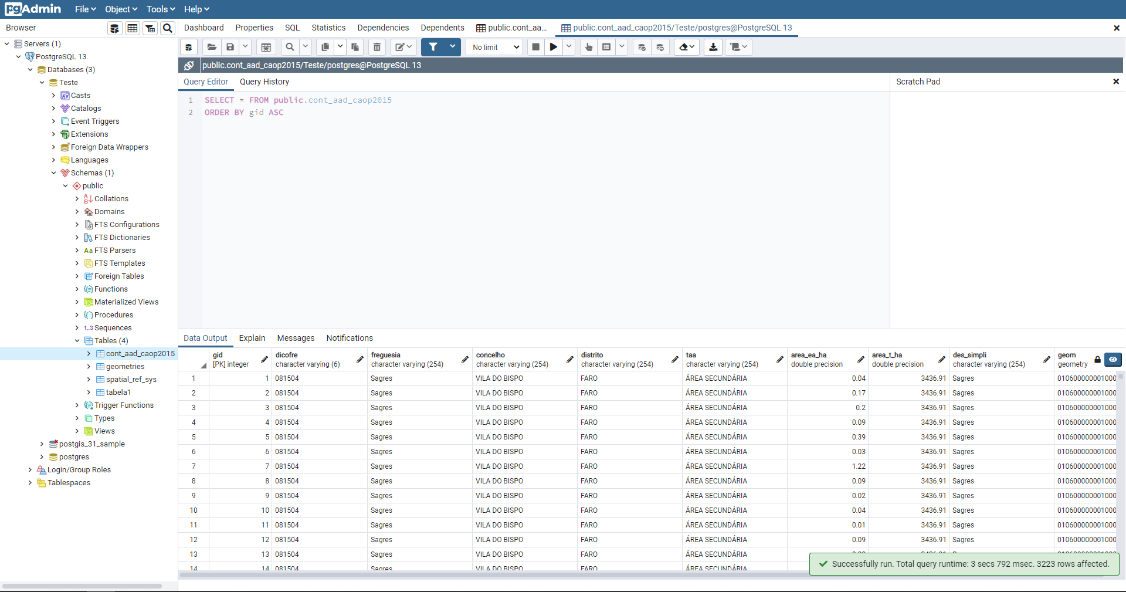 pgAdmin File Object Tools Help
Browser Dashboard Properties SQL Statistics Dependencies Dependents public.cont_aa... public.cont_aad_caop2015/Teste/postgres@PostgreSQL 13
No limit
public.cont_aad_caop2015/Teste/postgres@PostgreSQL 13
Query Editor Query History Scratch Pad
1 SELECT * FROM public.cont_aad_caop2015
2 ORDER BY gid ASC
Servers (1)
PostgreSQL 13
Databases (3)
Teste
Casts
Catalogs
Event Triggers
Extensions
Foreign Data Wrappers
Languages
Schemas (1)
public
Collations
Domains
FTS Configurations
FTS Dictionaries
Aa FTS Parsers
FTS Templates
Foreign Tables
Functions
Materialized Views
Procedures
1..3 Sequences
Tables (4)
cont_aad_caop2015
geometries
spatial_ref_sys
tabela1
Trigger Functions
Types
Views
postgis_31_sample
postgres
Login/Group Roles
Tablespaces
Data Output Explain Messages Notifications
gid dicofre freguesia concelho distrito taa area_ea_ha area_t_ha des_simpli geom
[PK] integer character varying (6) character varying (254) character varying (254) character varying (254) character varying (254) double precision double precision character varying (254) geometry
1 1 081504 Sagres VILA DO BISPO FARO ÁREA SECUNDÁRIA 0.04 3436.91 Sagres 010600000001000
2 2 081504 Sagres VILA DO BISPO FARO ÁREA SECUNDÁRIA 0.17 3436.91 Sagres 010600000001000
3 3 081504 Sagres VILA DO BISPO FARO ÁREA SECUNDÁRIA 0.2 3436.91 Sagres 010600000001000
4 4 081504 Sagres VILA DO BISPO FARO ÁREA SECUNDÁRIA 0.09 3436.91 Sagres 010600000001000
5 5 081504 Sagres VILA DO BISPO FARO ÁREA SECUNDÁRIA 0.39 3436.91 Sagres 010600000001000
6 6 081504 Sagres VILA DO BISPO FARO ÁREA SECUNDÁRIA 0.03 3436.91 Sagres 010600000001000
7 7 081504 Sagres VILA DO BISPO FARO ÁREA SECUNDÁRIA 1.22 3436.91 Sagres 010600000001000
8 8 081504 Sagres VILA DO BISPO FARO ÁREA SECUNDÁRIA 0.09 3436.91 Sagres 010600000001000
9 9 081504 Sagres VILA DO BISPO FARO ÁREA SECUNDÁRIA 0.02 3436.91 Sagres 010600000001000
10 10 081504 Sagres VILA DO BISPO FARO ÁREA SECUNDÁRIA 0.04 3436.91 Sagres 010600000001000
11 11 081504 Sagres VILA DO BISPO FARO ÁREA SECUNDÁRIA 0.01 3436.91 Sagres 010600000001000
12 12 081504 Sagres VILA DO BISPO FARO ÁREA SECUNDÁRIA 0.09 3436.91 Sagres 010600000001000
13 13 081504 Sagres VILA DO BISPO FARO ÁREA SECUNDÁRIA
14 14 081504 Sagres VILA DO BISPO FARO ÁREA SECUNDÁRIA
Successfully run. Total query runtime: 3 secs 792 msec. 3223 rows affected.